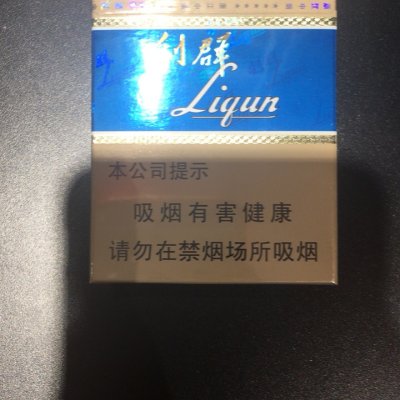 利群
Liqun
本公司提示
吸烟有害健康
请勿在禁烟场所吸烟